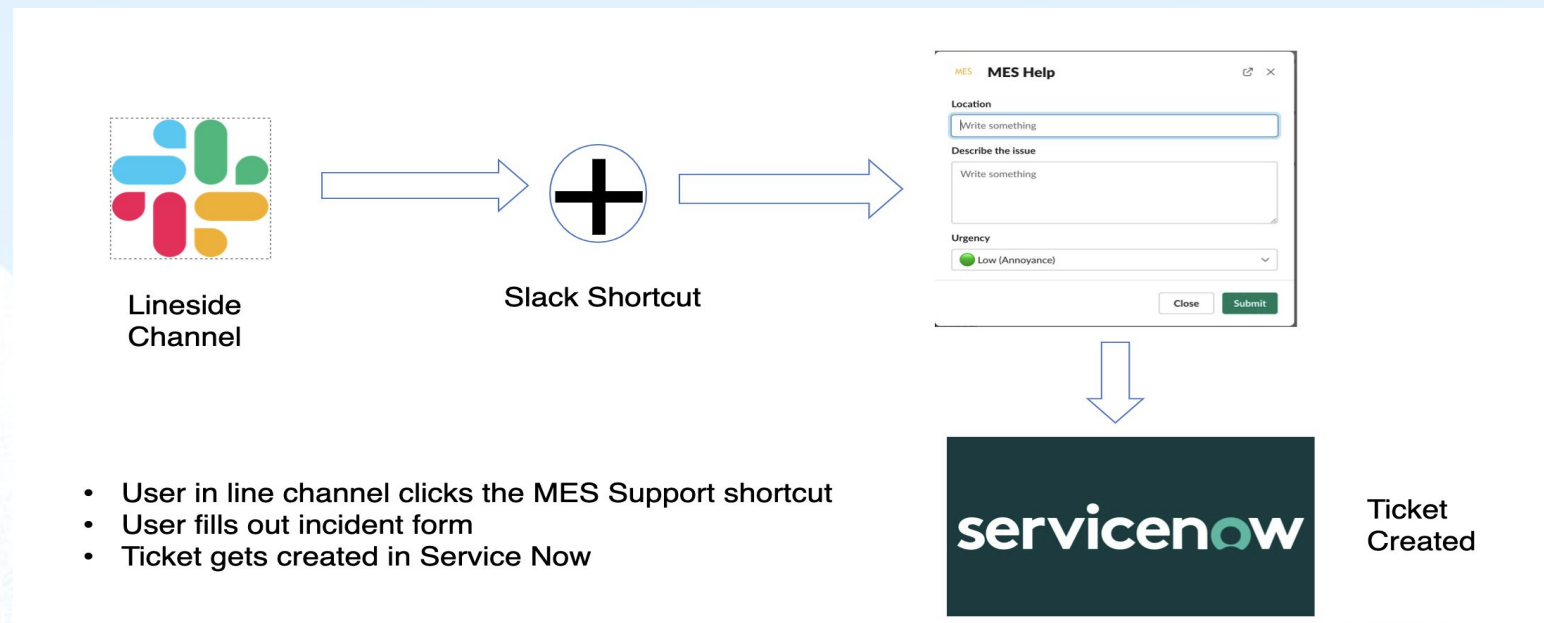 MES MES Help
Location
Write something
Describe the issue
Write something
Urgency
Low (Annoyance)
Close Submit
Lineside
Channel
Slack Shortcut
• User in line channel clicks the MES Support shortcut
• User fills out incident form
• Ticket gets created in Service Now
servicenow
Ticket
Created